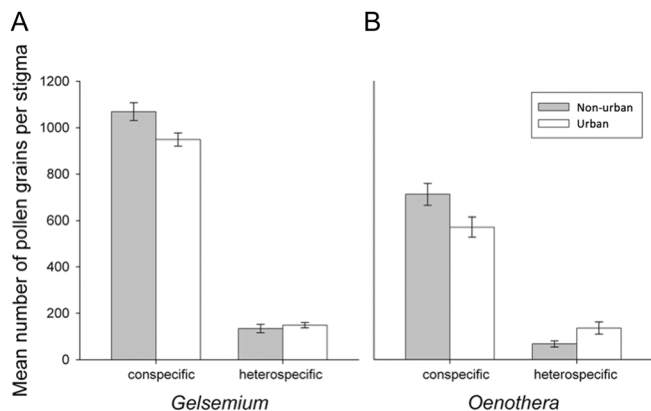 A
B
Mean number of pollen grains per stigma
1200
1000
800
600
400
200
0
Non-urban
Urban
conspecific
heterospecific
conspecific
heterospecific
Gelsemium
Oenothera